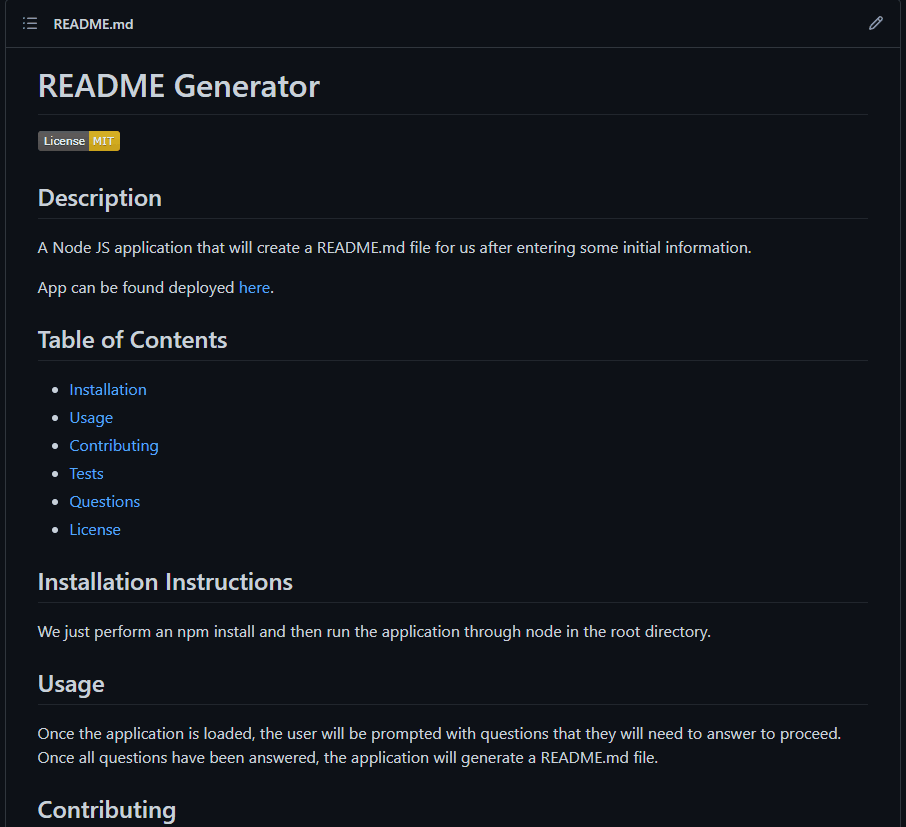 README.md
README Generator
License MIT
Description
A Node JS application that will create a README.md file for us after entering some initial information.
App can be found deployed here.
Table of Contents
Installation
Usage
Contributing
Tests
Questions
License
Installation Instructions
We just perform an npm install and then run the application through node in the root directory.
Usage
Once the application is loaded, the user will be prompted with questions that they will need to answer to proceed.
Once all questions have been answered, the application will generate a README.md file.
Contributing